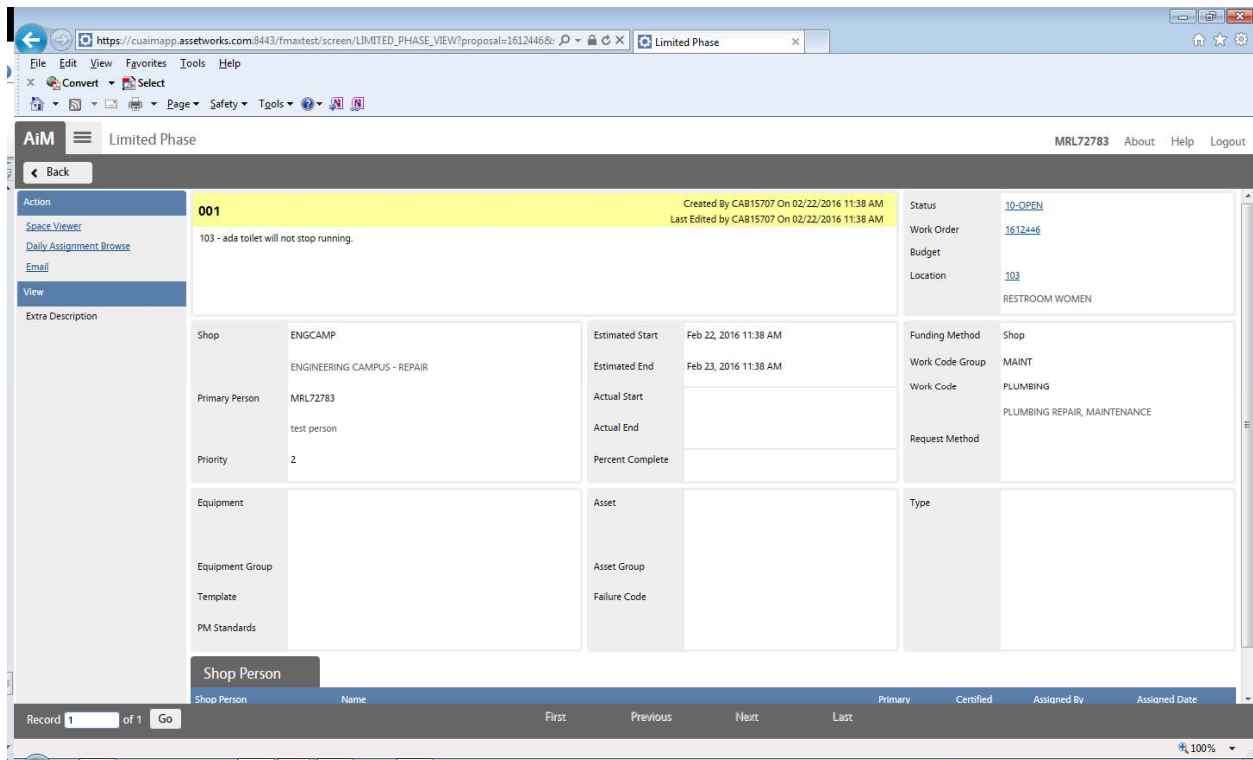 https://cuaimapp.assetworks.com:8443/fmaxtest/screen/LIMITED_PHASE_VIEW?proposal=1612446&
Limited Phase
File Edit View Favorites Tools Help
Convert Select
Page Safety Tools
AiM Limited Phase MRL72783 About Help Logout
Back
Action
Space Viewer
Daily Assignment Browse
Email
View
Extra Description
001 Created By CAB15707 On 02/22/2016 11:38 AM
Last Edited by CAB15707 On 02/22/2016 11:38 AM
103 - ada toilet will not stop running.
Status 10-OPEN
Work Order 1612446
Budget
Location 103
RESTROOM WOMEN
Shop ENGCAMP
ENGINEERING CAMPUS - REPAIR
Primary Person MRL72783
test person
Priority 2
Estimated Start Feb 22, 2016 11:38 AM
Estimated End Feb 23, 2016 11:38 AM
Actual Start
Actual End
Percent Complete
Funding Method Shop
Work Code Group MAINT
Work Code PLUMBING
PLUMBING REPAIR, MAINTENANCE
Request Method
Equipment
Equipment Group
Template
PM Standards
Asset
Asset Group
Failure Code
Type
Shop Person
Shop Person Name Primary Certified Assigned By Assigned Date
Record 1 of 1 Go First Previous Next Last
100%